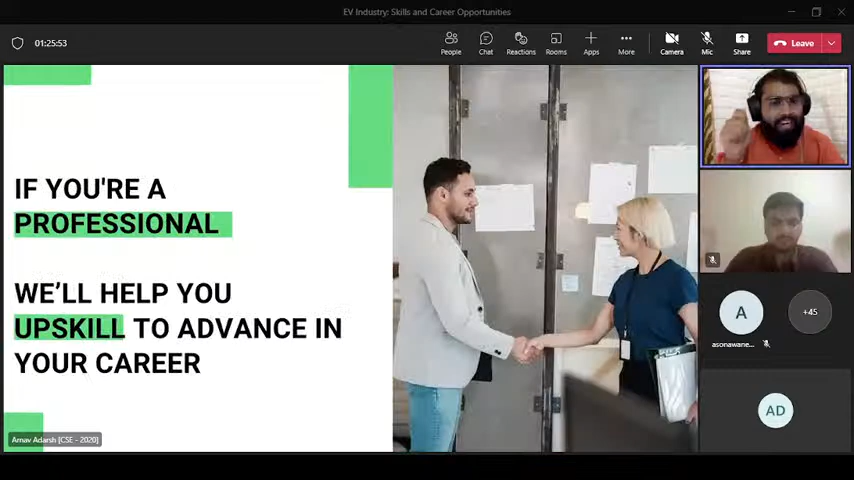 EV Industry: Skills and Career Opportunities
01:25:53
People
Chat
Reactions
Rooms
Apps
More
Camera
Mic
Share
Leave
IF YOU'RE A
PROFESSIONAL
WE'LL HELP YOU
UPSKILL TO ADVANCE IN
YOUR CAREER
Arnav Adarsh [CSE - 2020]
A
+45
asonawane...
AD